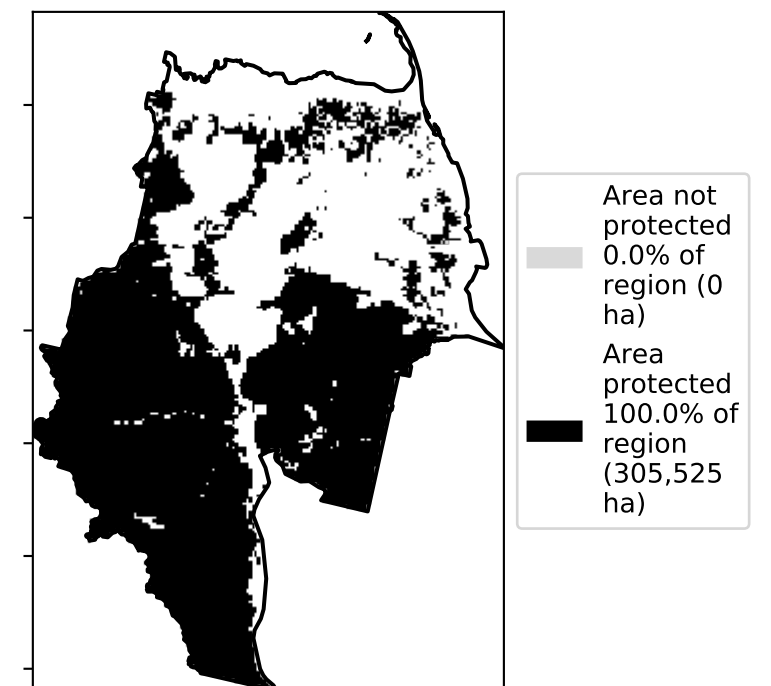 Area not
protected
0.0% of
region (0
ha)
Area
protected
100.0% of
region
(305,525
ha)